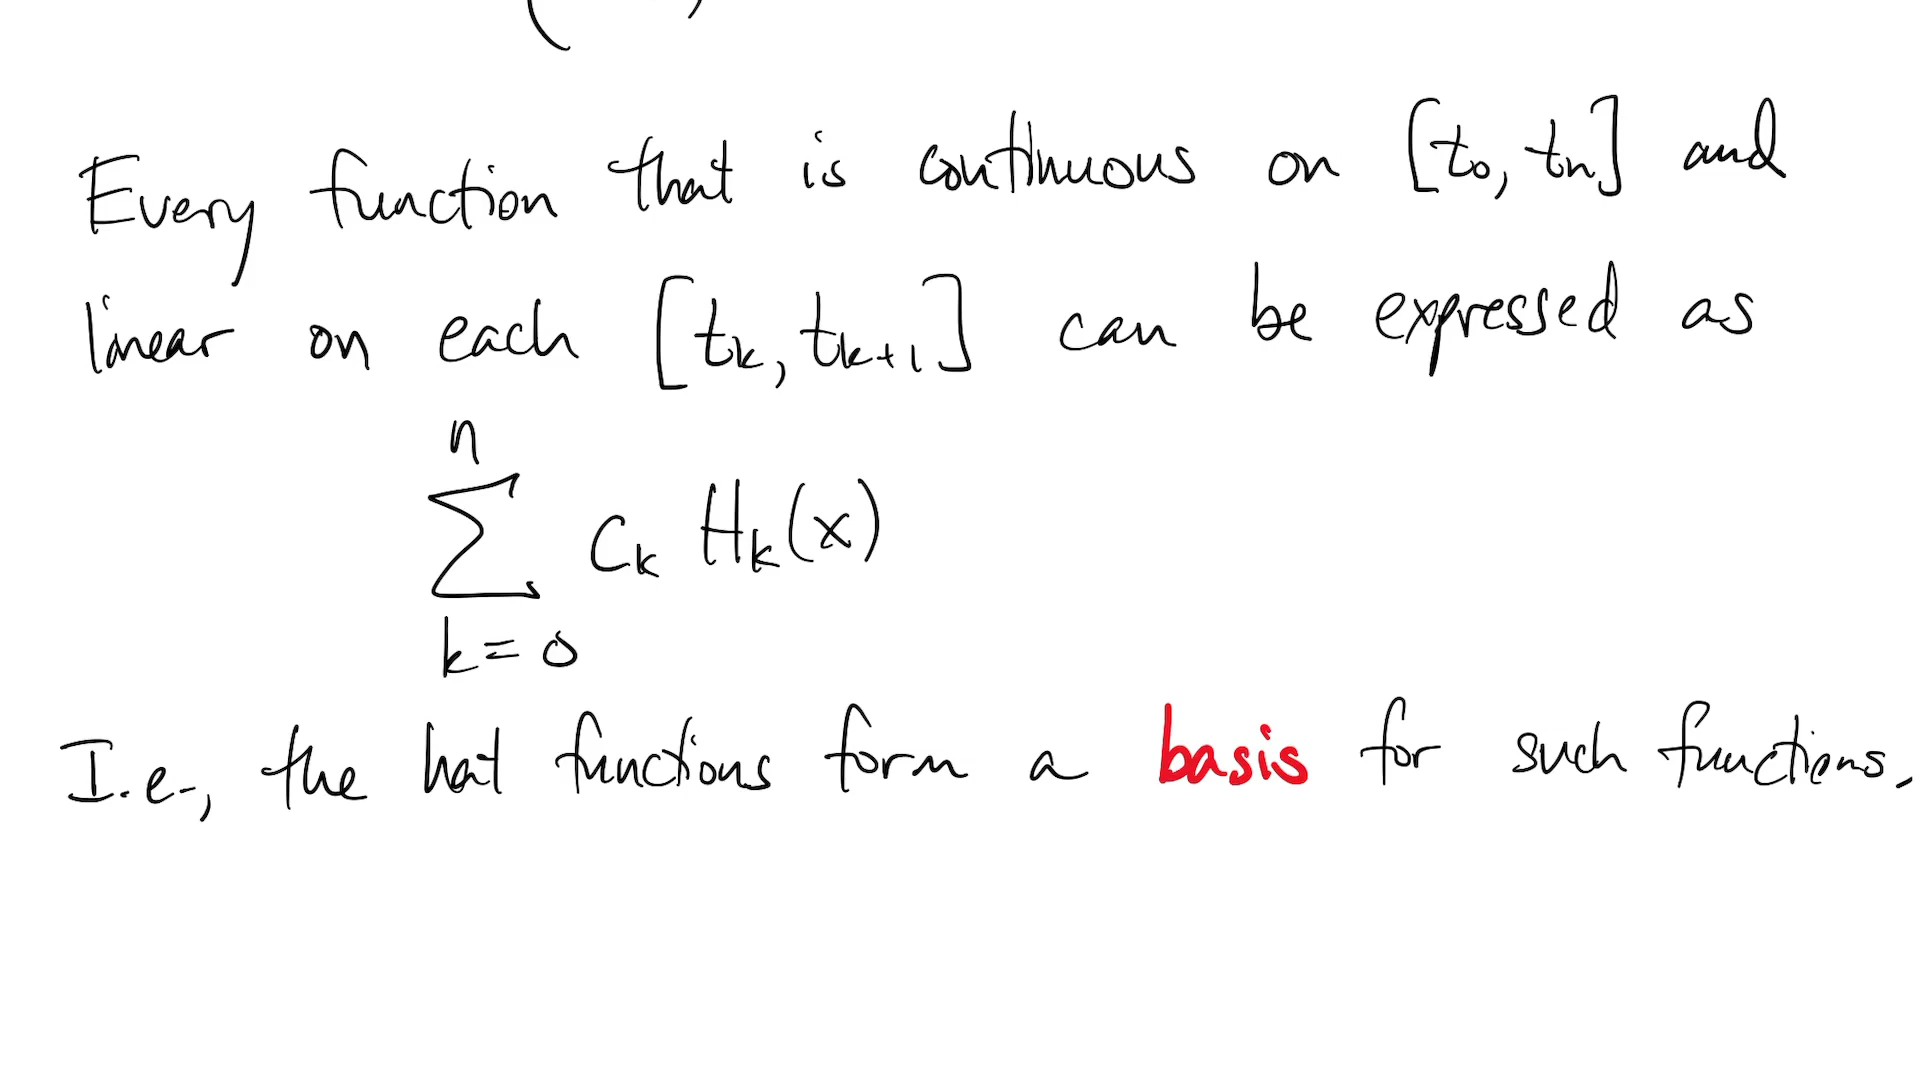 Every function that is continuous on [t₀, tₙ] and
linear on each [tₖ, tₖ₊₁] can be expressed as
n
∑ cₖ Hₖ(x)
k = 0
I.e., the hat functions form a basis for such functions.